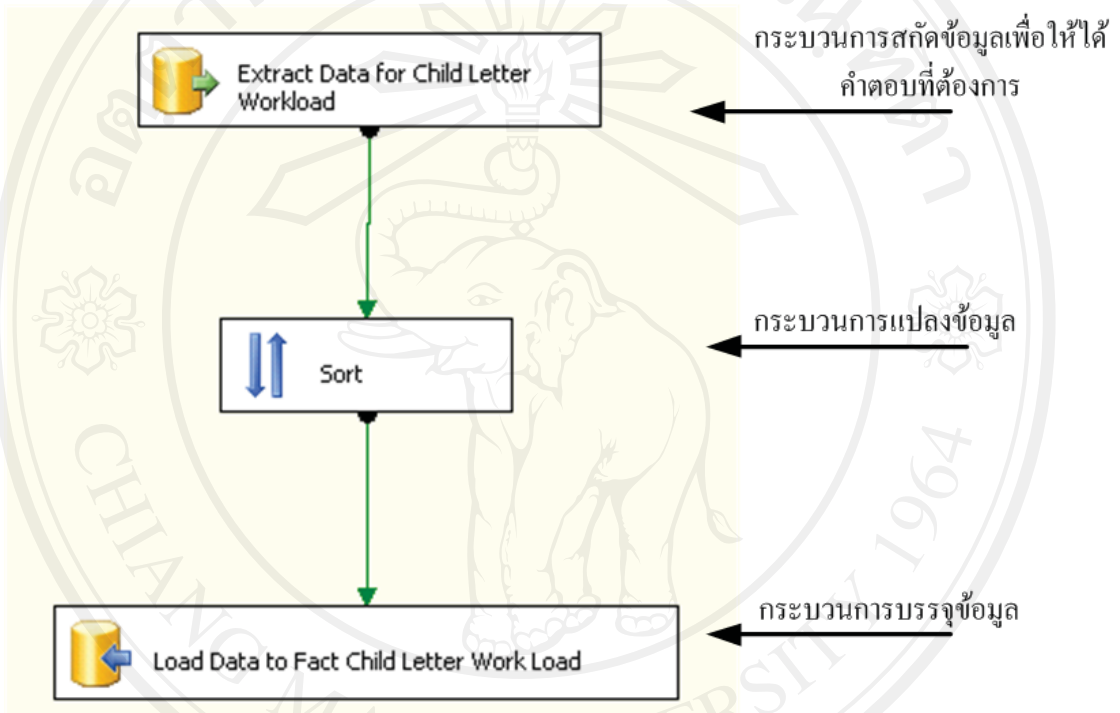 กระบวนการสกัดข้อมูลเพื่อให้ได้
คำตอบที่ต้องการ
Extract Data for Child Letter
Workload
กระบวนการแปลงข้อมูล
Sort
กระบวนการบรรจุข้อมูล
Load Data to Fact Child Letter Work Load
CHIANG MAI UNIVERSITY 1964